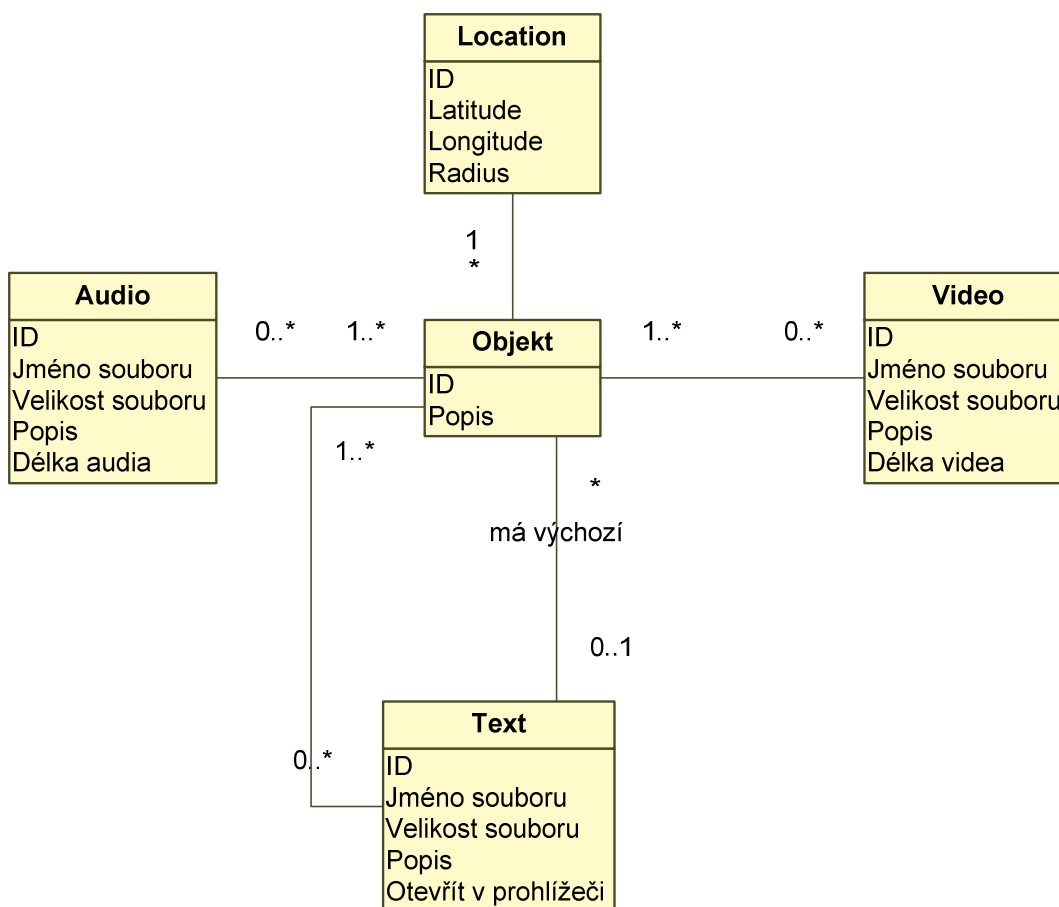 Location
ID
Latitude
Longitude
Radius
1
*
Audio
ID
Jméno souboru
Velikost souboru
Popis
Délka audia
0..*
1..*
Objekt
ID
Popis
1..*
0..*
Video
ID
Jméno souboru
Velikost souboru
Popis
Délka videa
1..*
*
má výchozí
0..1
0..*
Text
ID
Jméno souboru
Velikost souboru
Popis
Otevřít v prohlížeči